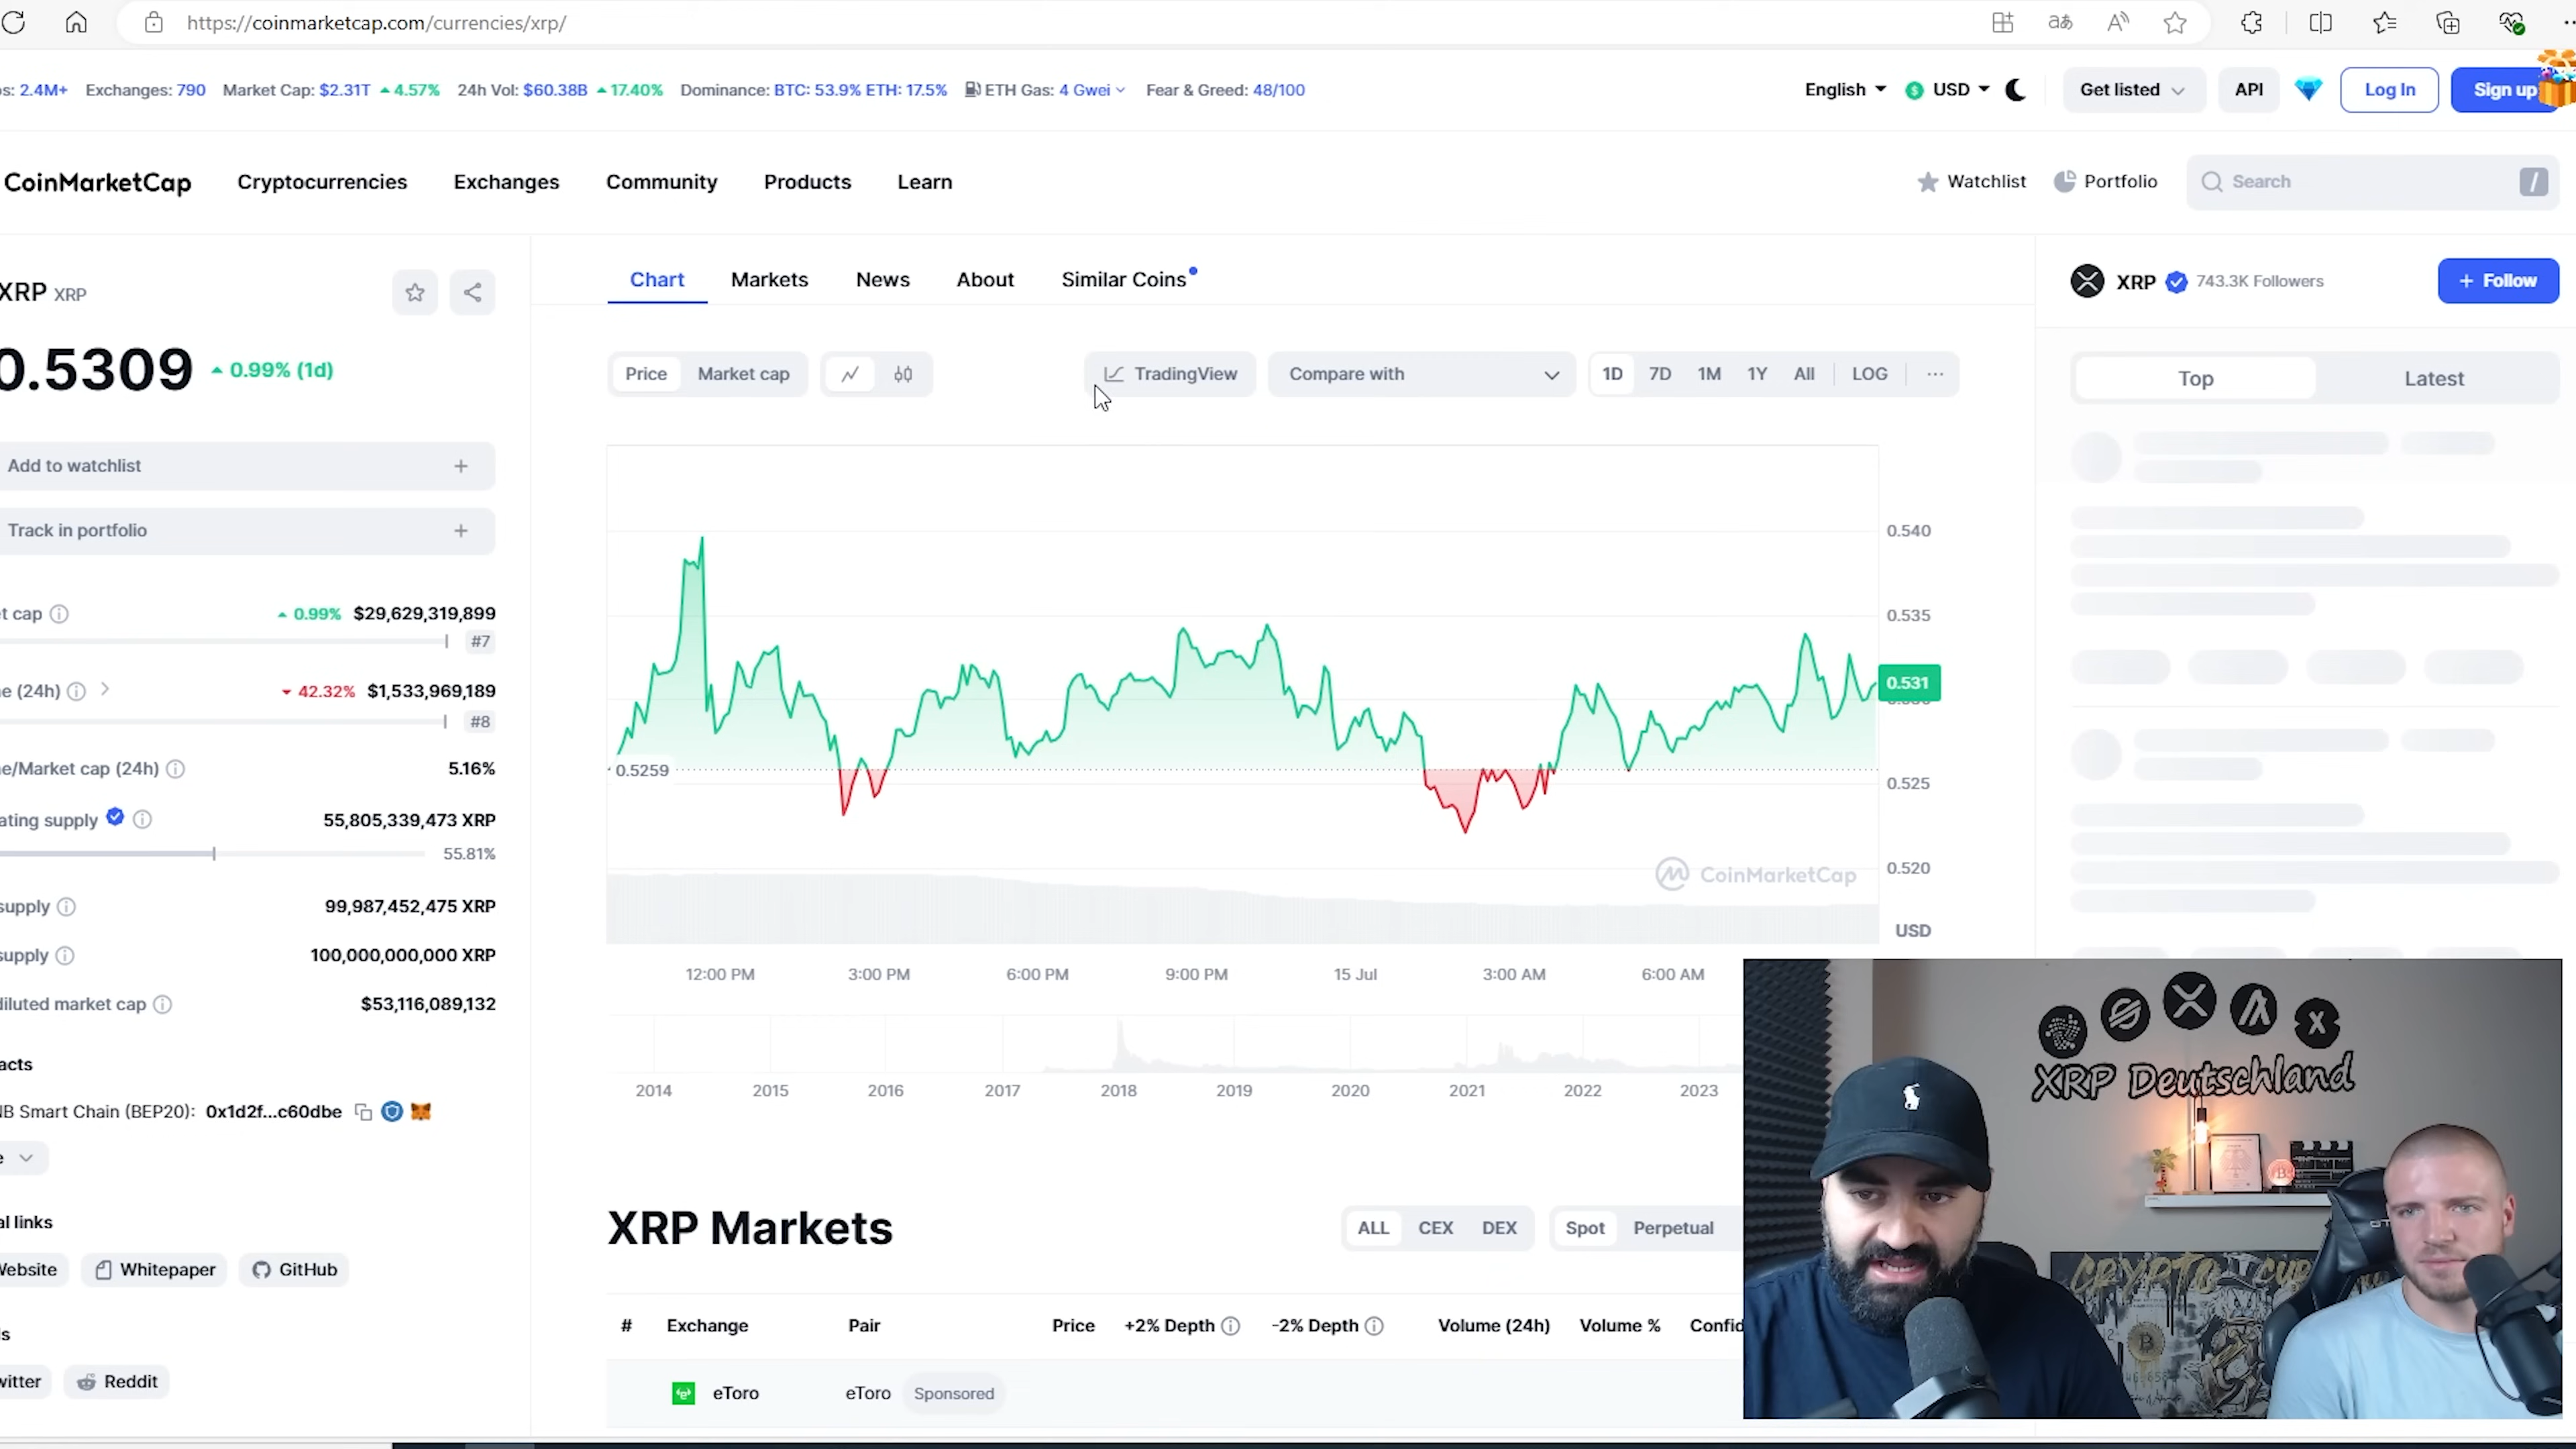 https://coinmarketcap.com/currencies/xrp/
s: 2.4M+ Exchanges: 790 Market Cap: $2.31T 4.57% 24h Vol: $60.38B 17.40% Dominance: BTC: 53.9% ETH: 17.5% ETH Gas: 4 Gwei Fear & Greed: 48/100
English USD Get listed API Log In Sign up
CoinMarketCap Cryptocurrencies Exchanges Community Products Learn
Watchlist Portfolio Search /
XRP XRP
0.5309 0.99% (1d)
Add to watchlist +
Track in portfolio +
t cap 0.99% $29,629,319,899
#7
e (24h) 42.32% $1,533,969,189
#8
e/Market cap (24h) 5.16%
ating supply 55,805,339,473 XRP
55.81%
supply 99,987,452,475 XRP
supply 100,000,000,000 XRP
diluted market cap $53,116,089,132
acts
NB Smart Chain (BEP20): 0x1d2f...c60dbe
e
al links
Website Whitepaper GitHub
s
witter Reddit
Chart Markets News About Similar Coins
Price Market cap TradingView Compare with 1D 7D 1M 1Y All LOG ...
0.540
0.535
0.531
0.5259
0.525
0.520
CoinMarketCap
USD
12:00 PM 3:00 PM 6:00 PM 9:00 PM 15 Jul 3:00 AM 6:00 AM
2014 2015 2016 2017 2018 2019 2020 2021 2022 2023
XRP Markets
ALL CEX DEX Spot Perpetual
# Exchange Pair Price +2% Depth -2% Depth Volume (24h) Volume % Confid
eToro eToro Sponsored
XRP 743.3K Followers + Follow
Top Latest
XRP Deutschland
CRYPTO